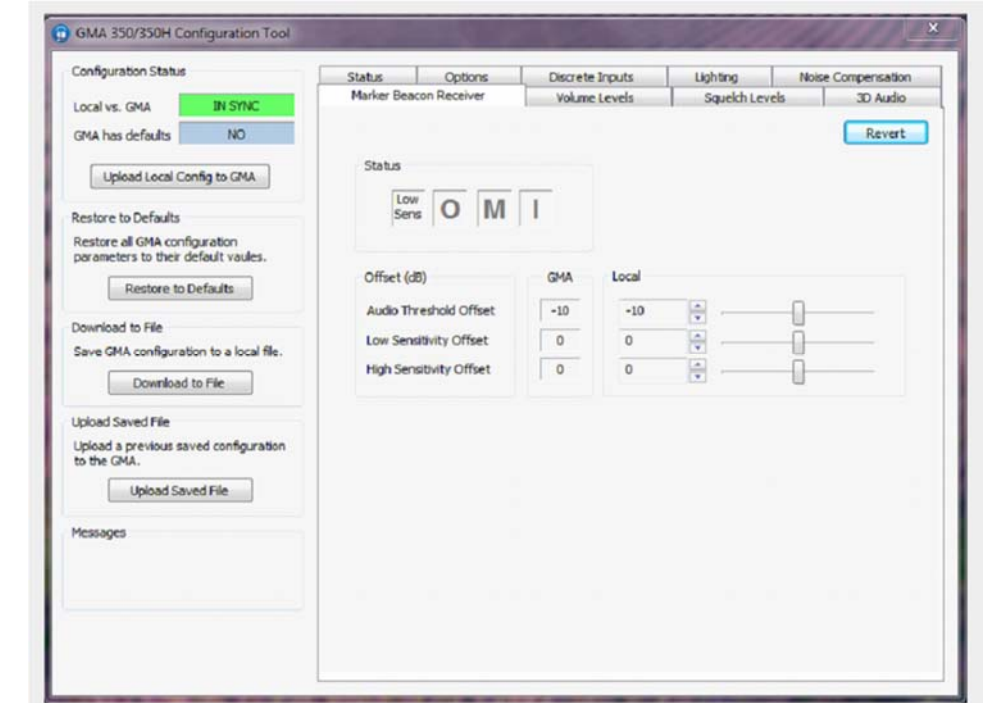 GMA 350/350H Configuration Tool
x
Configuration Status
Local vs. GMA IN SYNC
GMA has defaults NO
Upload Local Config to GMA
Restore to Defaults
Restore all GMA configuration
parameters to their default vaules.
Restore to Defaults
Download to File
Save GMA configuration to a local file.
Download to File
Upload Saved File
Upload a previous saved configuration
to the GMA.
Upload Saved File
Messages
Status Options Discrete Inputs Lighting Noise Compensation
Marker Beacon Receiver Volume Levels Squelch Levels 3D Audio
Revert
Status
Low
Sens O M I
Offset (dB) GMA Local
Audio Threshold Offset -10 -10
Low Sensitivity Offset 0 0
High Sensitivity Offset 0 0